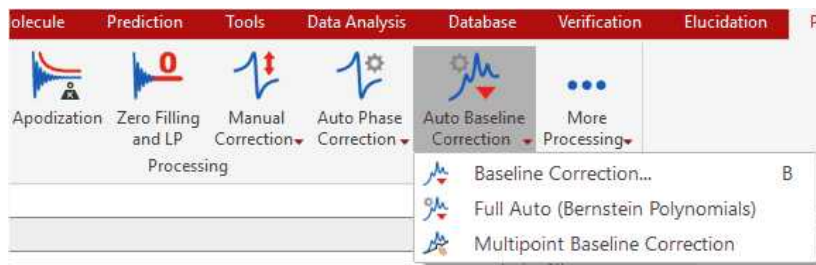 olecule Prediction Tools Data Analysis Database Verification Elucidation
Apodization Zero Filling and LP Manual Correction Auto Phase Correction Auto Baseline Correction More Processing
Processing
Baseline Correction... B
Full Auto (Bernstein Polynomials)
Multipoint Baseline Correction